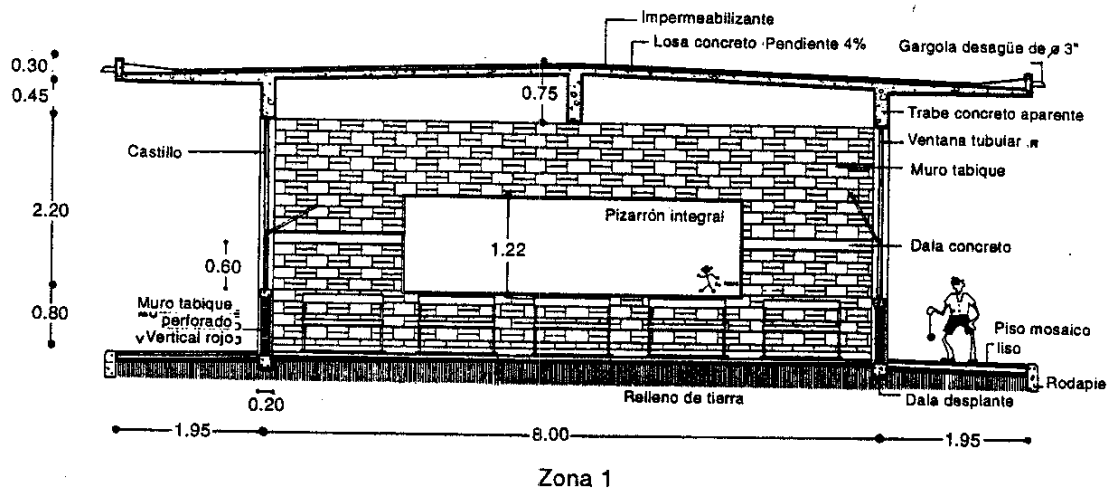 Impermeabilizante
Losa concreto Pendiente 4%
Gargola desagüe de ø 3"
0.30
0.45
0.75
Trabe concreto aparente
Castillo
Ventana tubular
Muro tabique
2.20
Pizarrón integral
1.22
Dala concreto
0.60
0.80
Muro tabique
perforado
Vertical rojo
Piso mosaico
liso
0.20
Relleno de tierra
Dala desplante
Rodapie
1.95
8.00
1.95
Zona 1